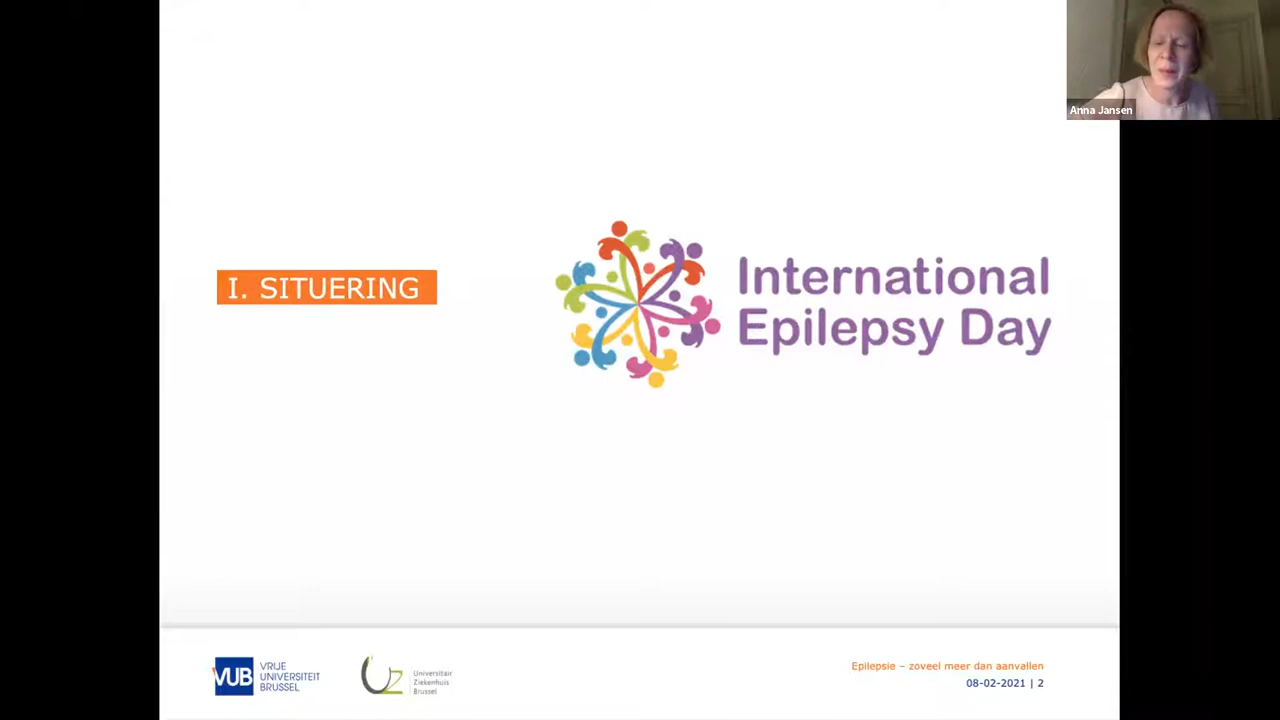 Anna Jansen
I. SITUERING
International
Epilepsy Day
VUB
VRIJE
UNIVERSITEIT
BRUSSEL
UZ
Universitair
Ziekenhuis
Brussel
Epilepsie – zoveel meer dan aanvallen
08-02-2021 | 2